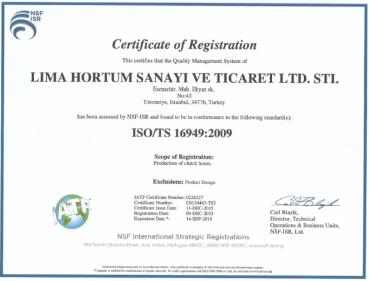 NSF
ISR
Certificate of Registration
This certifies that the Quality Management System of
LIMA HORTUM SANAYI VE TICARET LTD. STI.
Esensehir. Mah. Ilkyaz sk.
No:43
Umraniye, Istanbul, 34776, Turkey
has been assessed by NSF-ISR and found to be in conformance to the following standard(s):
ISO/TS 16949:2009
Scope of Registration:
Production of clutch hoses.
Exclusions: Product Design
IATF Certificate Number: 0226227
Certificate Number:
Certificate Issue Date: 11-DEC-2015
Registration Date: 09-DEC-2015
Expiration Date *: 14-SEP-2018
Carl Blazik,
Director, Technical
Operations & Business Units,
NSF-ISR, Ltd.
NSF International Strategic Registrations
789 North Dixboro Road, Ann Arbor, Michigan 48105 | (888) NSF-9000 | www.nsf-isr.org